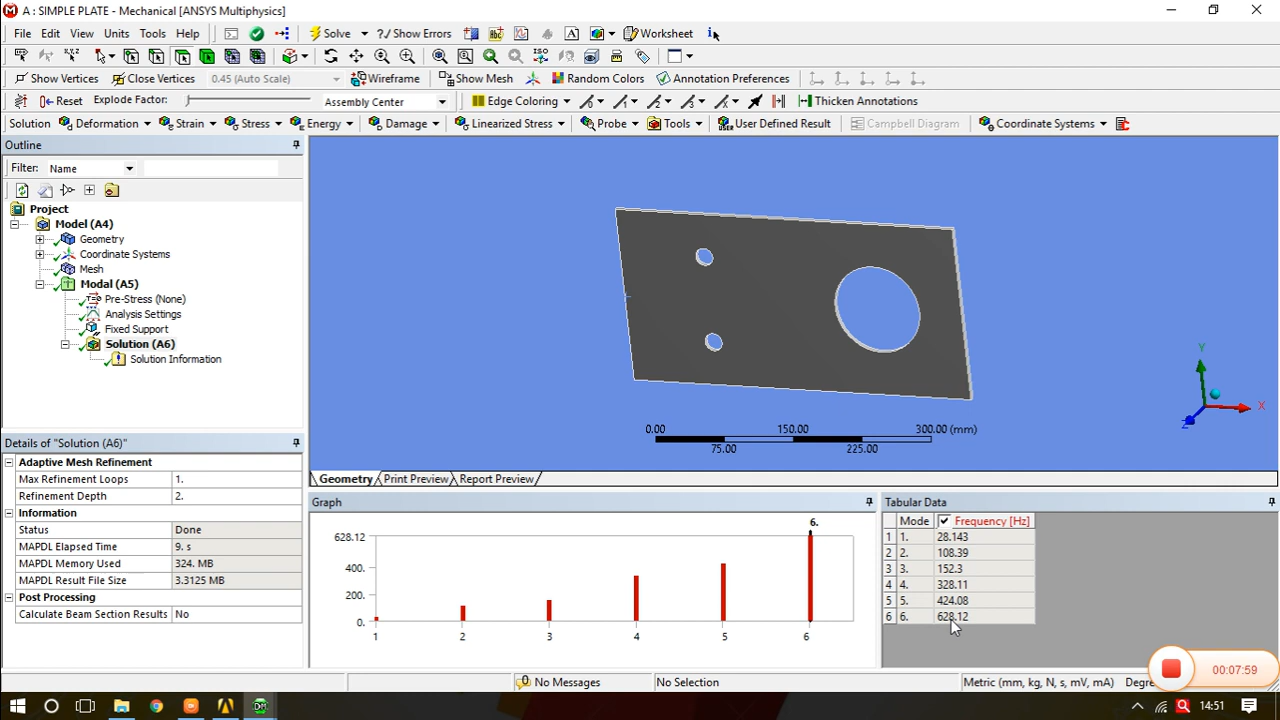 A : SIMPLE PLATE - Mechanical [ANSYS Multiphysics]
File Edit View Units Tools Help Solve ?/ Show Errors Worksheet
Show Vertices Close Vertices 0.45 (Auto Scale) Wireframe Show Mesh Random Colors Annotation Preferences
Reset Explode Factor: Assembly Center Edge Coloring Thicken Annotations
Solution Deformation Strain Stress Energy Damage Linearized Stress Probe Tools User Defined Result Campbell Diagram Coordinate Systems
Outline
Filter: Name
Project
Model (A4)
Geometry
Coordinate Systems
Mesh
Modal (A5)
Pre-Stress (None)
Analysis Settings
Fixed Support
Solution (A6)
Solution Information
Y
X
Z
0.00 150.00 300.00 (mm)
75.00 225.00
Details of "Solution (A6)"
Adaptive Mesh Refinement
Max Refinement Loops 1.
Refinement Depth 2.
Information
Status Done
MAPDL Elapsed Time 9. s
MAPDL Memory Used 324. MB
MAPDL Result File Size 3.3125 MB
Post Processing
Calculate Beam Section Results No
Geometry Print Preview Report Preview
Graph
6.
628.12
400.
200.
0.
1 2 3 4 5 6
Tabular Data
Mode Frequency [Hz]
1 1. 28.143
2 2. 108.39
3 3. 152.3
4 4. 328.11
5 5. 424.08
6 6. 628.12
00:07:59
No Messages No Selection Metric (mm, kg, N, s, mV, mA) Degre
14:51